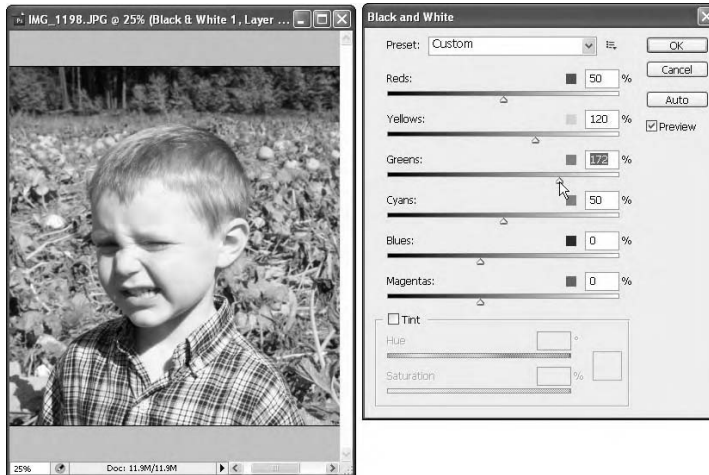 IMG_1198.JPG @ 25% (Black & White 1, Layer ...
25%
Doc: 11.9M/11.9M
Black and White
Preset: Custom
OK
Reds: 50 %
Cancel
Auto
Yellows: 120 %
Preview
Greens: 172 %
Cyans: 50 %
Blues: 0 %
Magentas: 0 %
Tint
Hue °
Saturation %